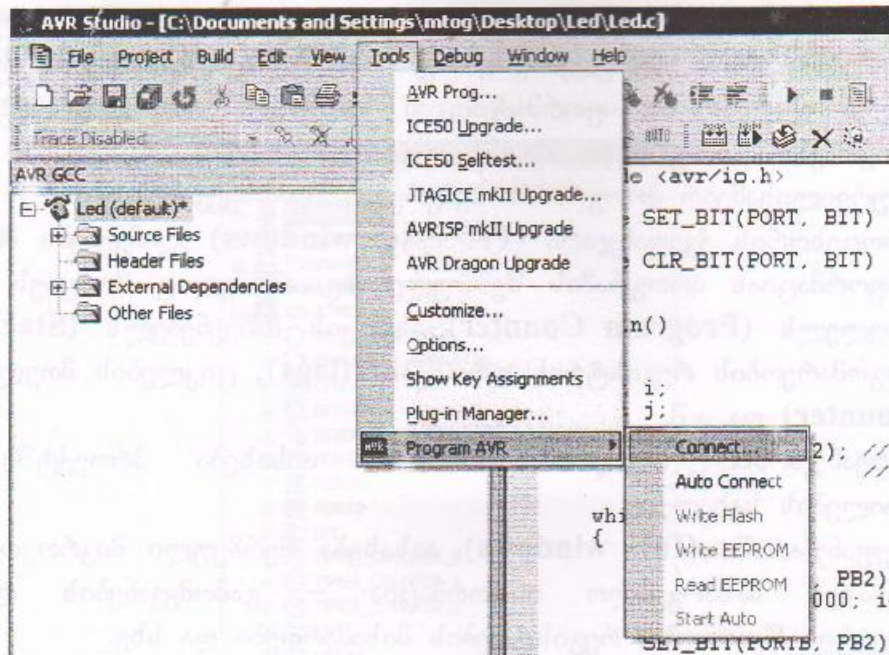 AVR Studio - [C:\Documents and Settings\mtog\Desktop\Led\Led.c]
File Project Build Edit View Tools Debug Window Help
Trace Disabled
AVR GCC
Led (default)*
Source Files
Header Files
External Dependencies
Other Files
AVR Prog...
ICE50 Upgrade...
ICE50 Selftest...
JTAGICE mkII Upgrade...
AVRISP mkII Upgrade
AVR Dragon Upgrade
Customize...
Options...
Show Key Assignments
Plug-in Manager...
Program AVR
Connect...
Auto Connect
Write Flash
Write EEPROM
Read EEPROM
Start Auto
le <avr/io.h>
SET_BIT(PORT, BIT)
CLR_BIT(PORT, BIT)
n()
i;
j;
2); //
//
whi
{
PB2)
000; i
SET_BIT(PORTB, PB2)